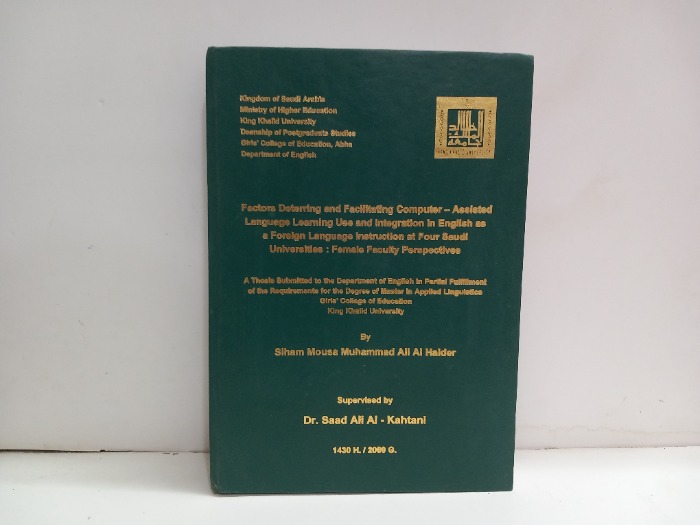 Kingdom of Saudi Arabia
Ministry of Higher Education
King Khalid University
Deanship of Postgraduate Studies
Girls' College of Education, Abha
Department of English
Factors Deterring and Facilitating Computer – Assisted
Language Learning Use and Integration in English as
a Foreign Language Instruction at Four Saudi
Universities : Female Faculty Perspectives
A Thesis Submitted to the Department of English in Partial Fulfillment
of the Requirements for the Degree of Master in Applied Linguistics
Girls' College of Education
King Khalid University
By
Siham Mousa Muhammad Ali Al Haider
Supervised by
Dr. Saad Ali Al - Kahtani
1430 H. / 2009 G.